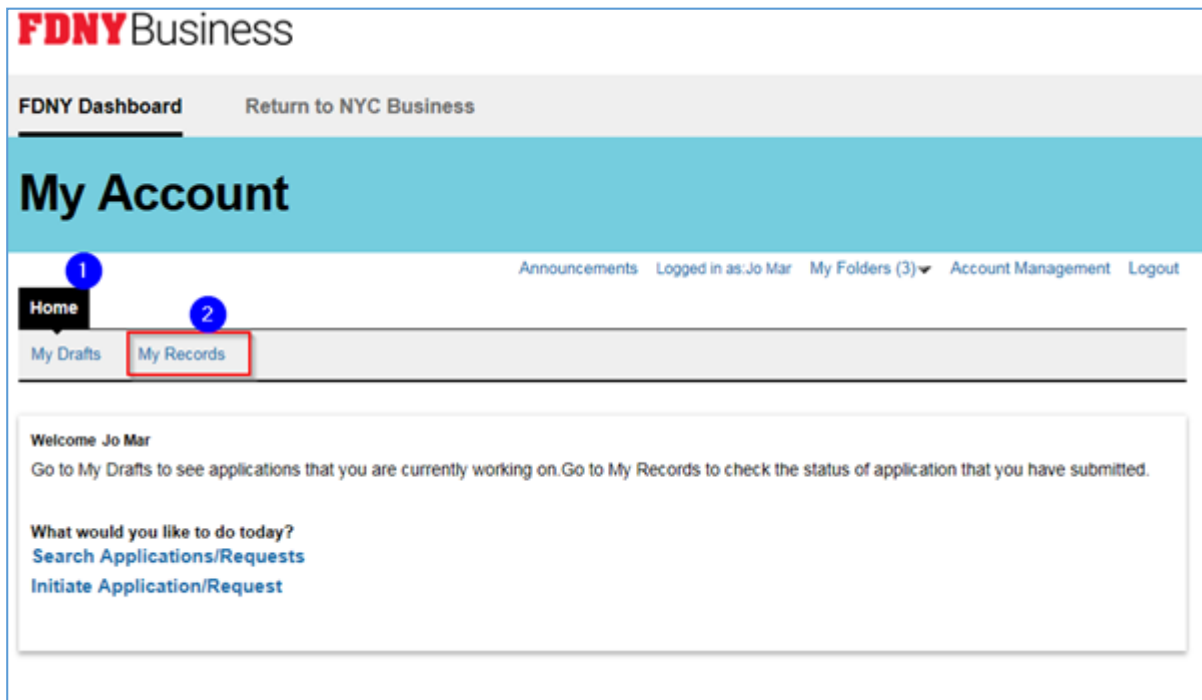 FDNY Business
FDNY Dashboard Return to NYC Business
My Account
1
Announcements Logged in as:Jo Mar My Folders (3) Account Management Logout
Home
2
My Drafts My Records
Welcome Jo Mar
Go to My Drafts to see applications that you are currently working on.Go to My Records to check the status of application that you have submitted.
What would you like to do today?
Search Applications/Requests
Initiate Application/Request